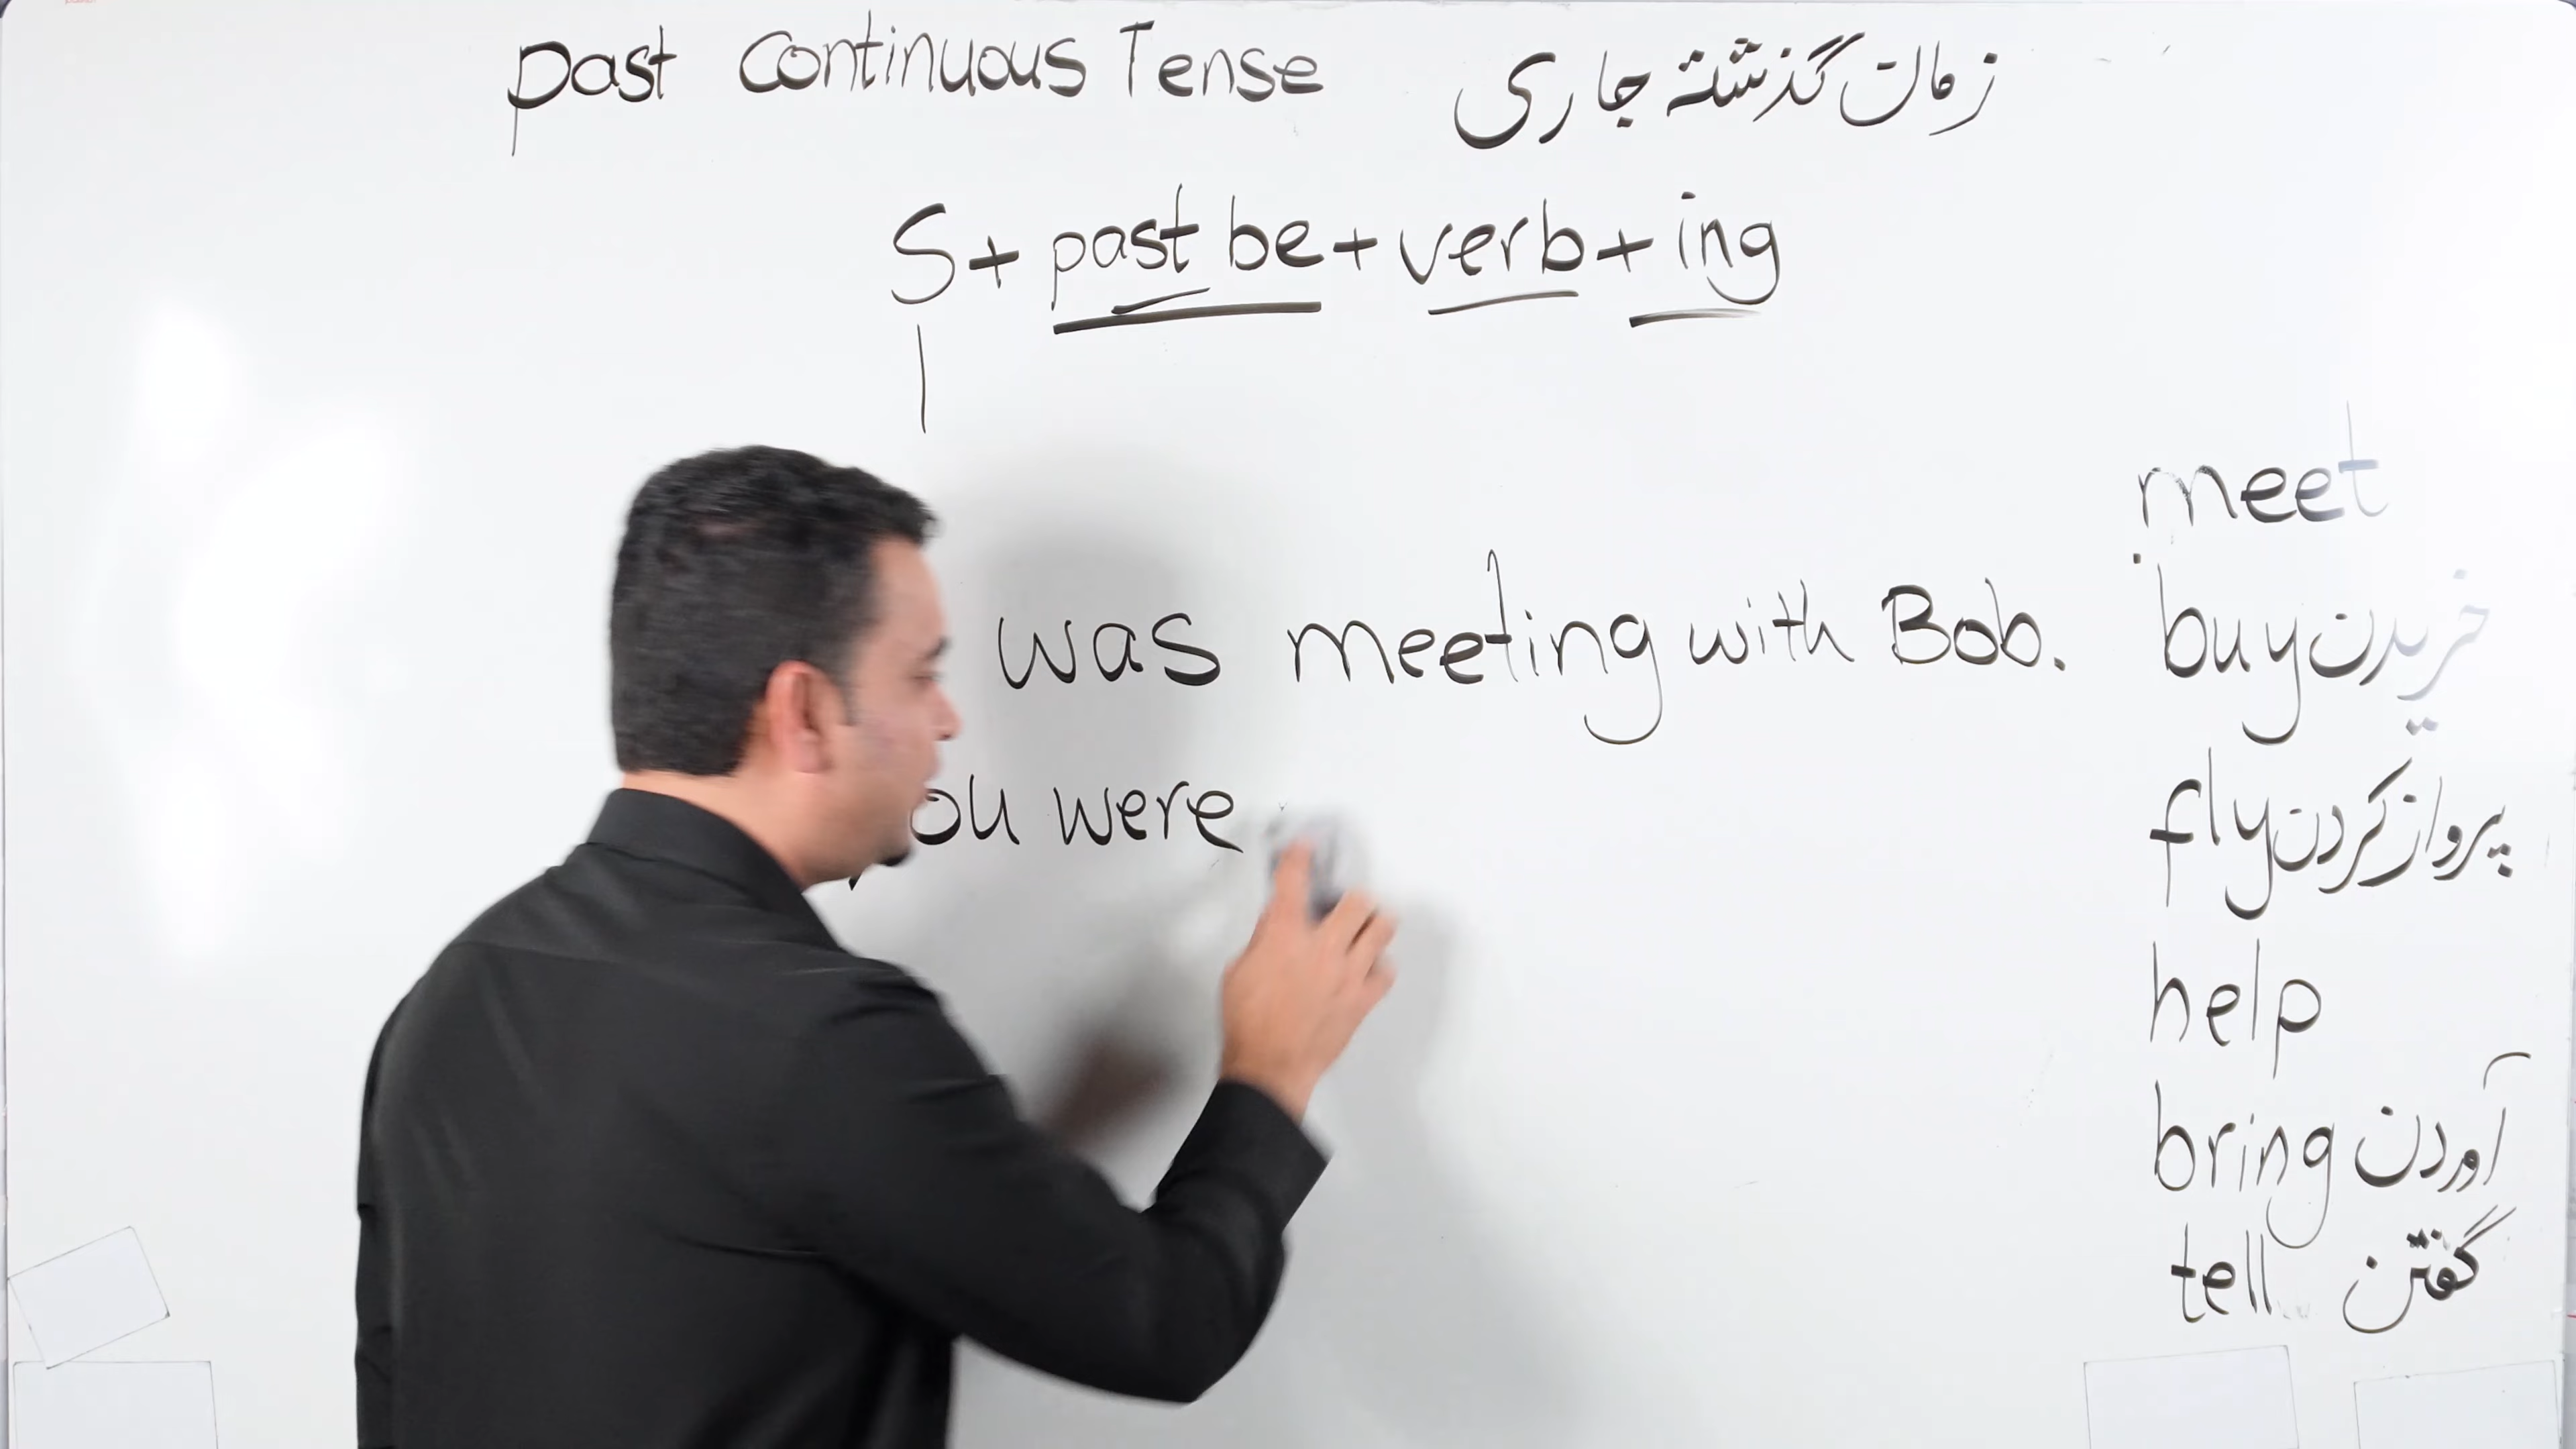 Past Continuous Tense زمان گذشته جاری
S + past be + verb + ing
meet
was meeting with Bob.
buy خریدن
ou were
fly پرواز کردن
help
bring آوردن
tell گفتن